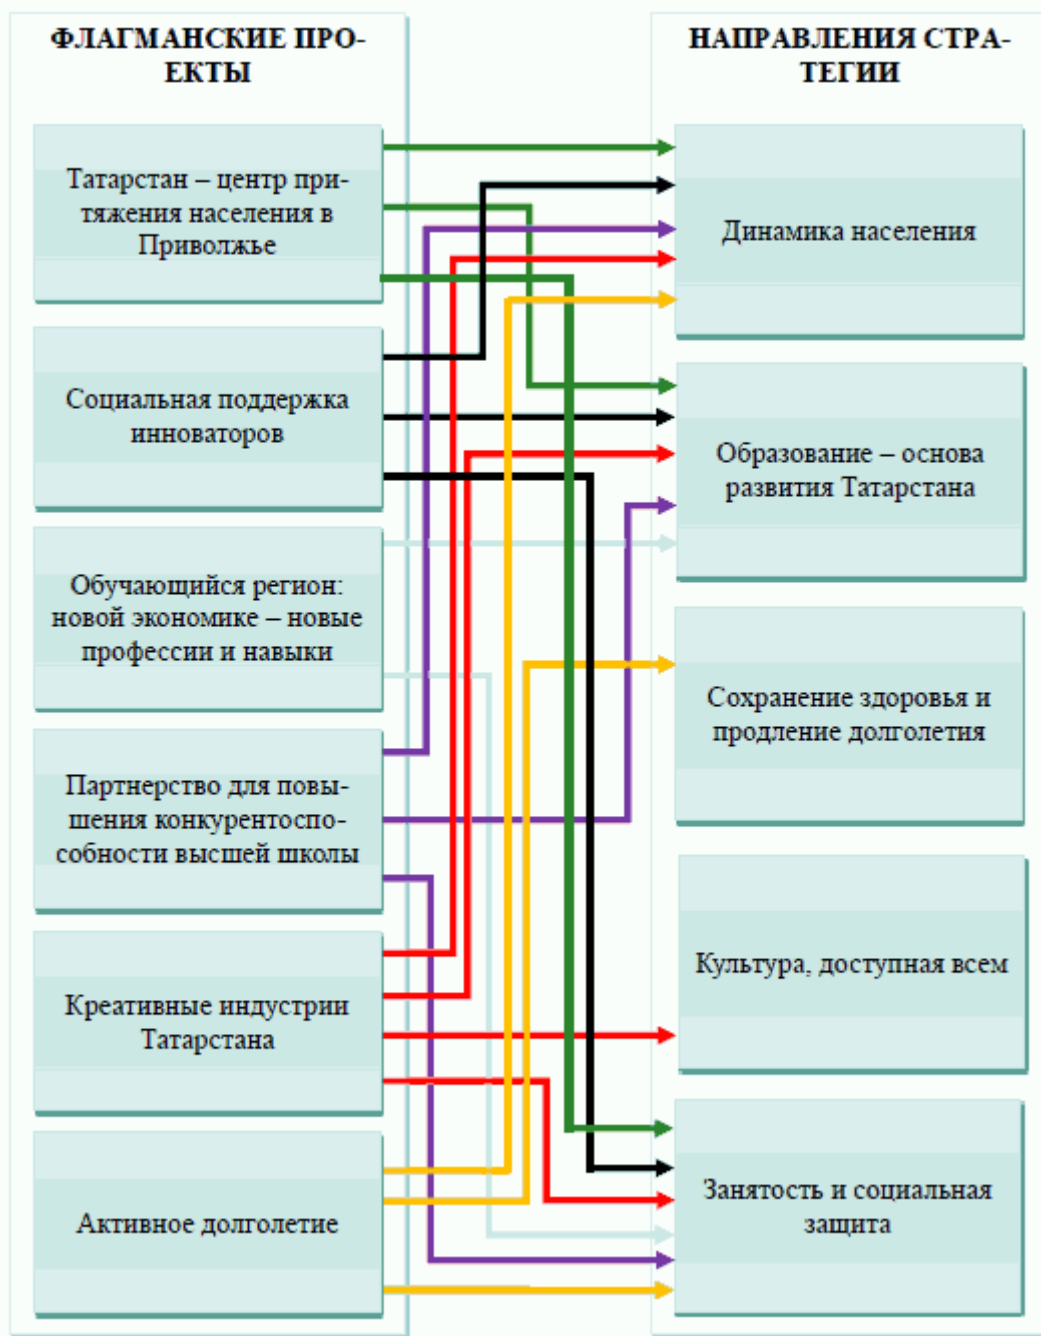 ФЛАГМАНСКИЕ ПРО-
ЕКТЫ
Татарстан – центр при-
тяжения населения в
Приволжье
Социальная поддержка
инноваторов
Обучающийся регион:
новой экономике – новые
профессии и навыки
Партнерство для повы-
шения конкурентоспо-
собности высшей школы
Креативные индустрии
Татарстана
Активное долголетие
НАПРАВЛЕНИЯ СТРА-
ТЕГИИ
Динамика населения
Образование – основа
развития Татарстана
Сохранение здоровья и
продление долголетия
Культура, доступная всем
Занятость и социальная
защита